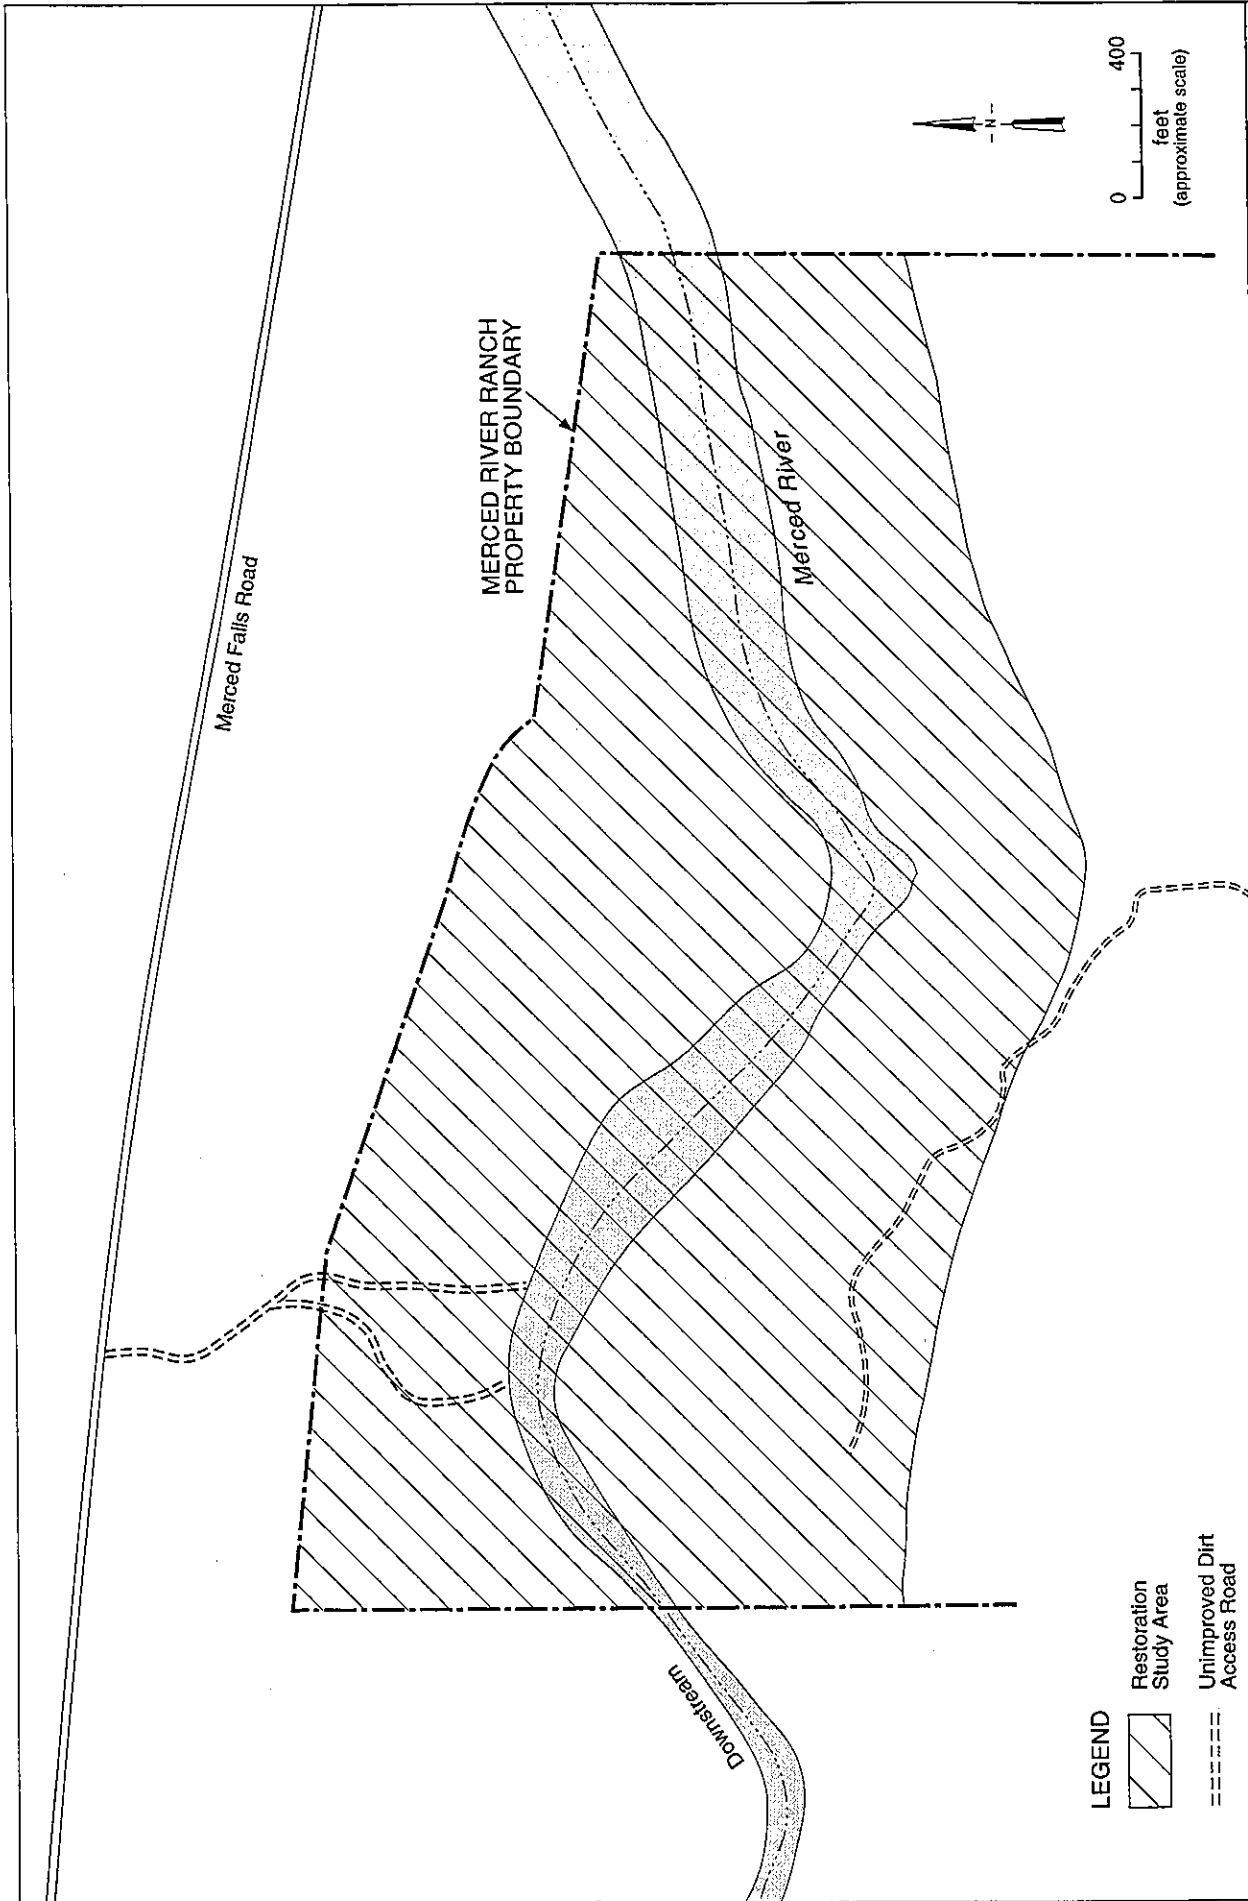 Merced Falls Road
MERCED RIVER RANCH
PROPERTY BOUNDARY
Merced River
Downstream
- N -
0 400
feet
(approximate scale)
LEGEND
Restoration
Study Area
Unimproved Dirt
Access Road